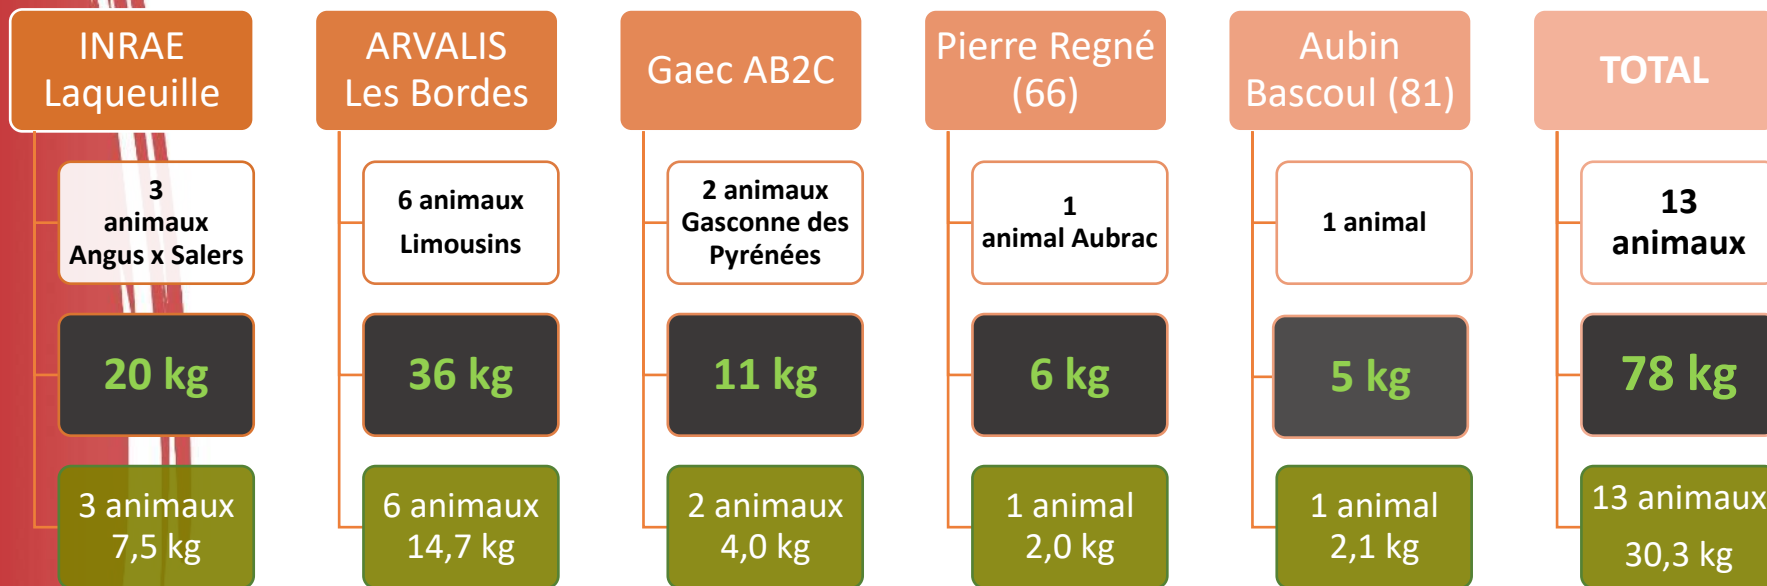 INRAE
Laqueuille
3
animaux
Angus x Salers
20 kg
3 animaux
7,5 kg
ARVALIS
Les Bordes
6 animaux
Limousins
36 kg
6 animaux
14,7 kg
Gaec AB2C
2 animaux
Gasconne des
Pyrénées
11 kg
2 animaux
4,0 kg
Pierre Regné
(66)
1
animal Aubrac
6 kg
1 animal
2,0 kg
Aubin
Bascoul (81)
1 animal
5 kg
1 animal
2,1 kg
TOTAL
13
animaux
78 kg
13 animaux
30,3 kg